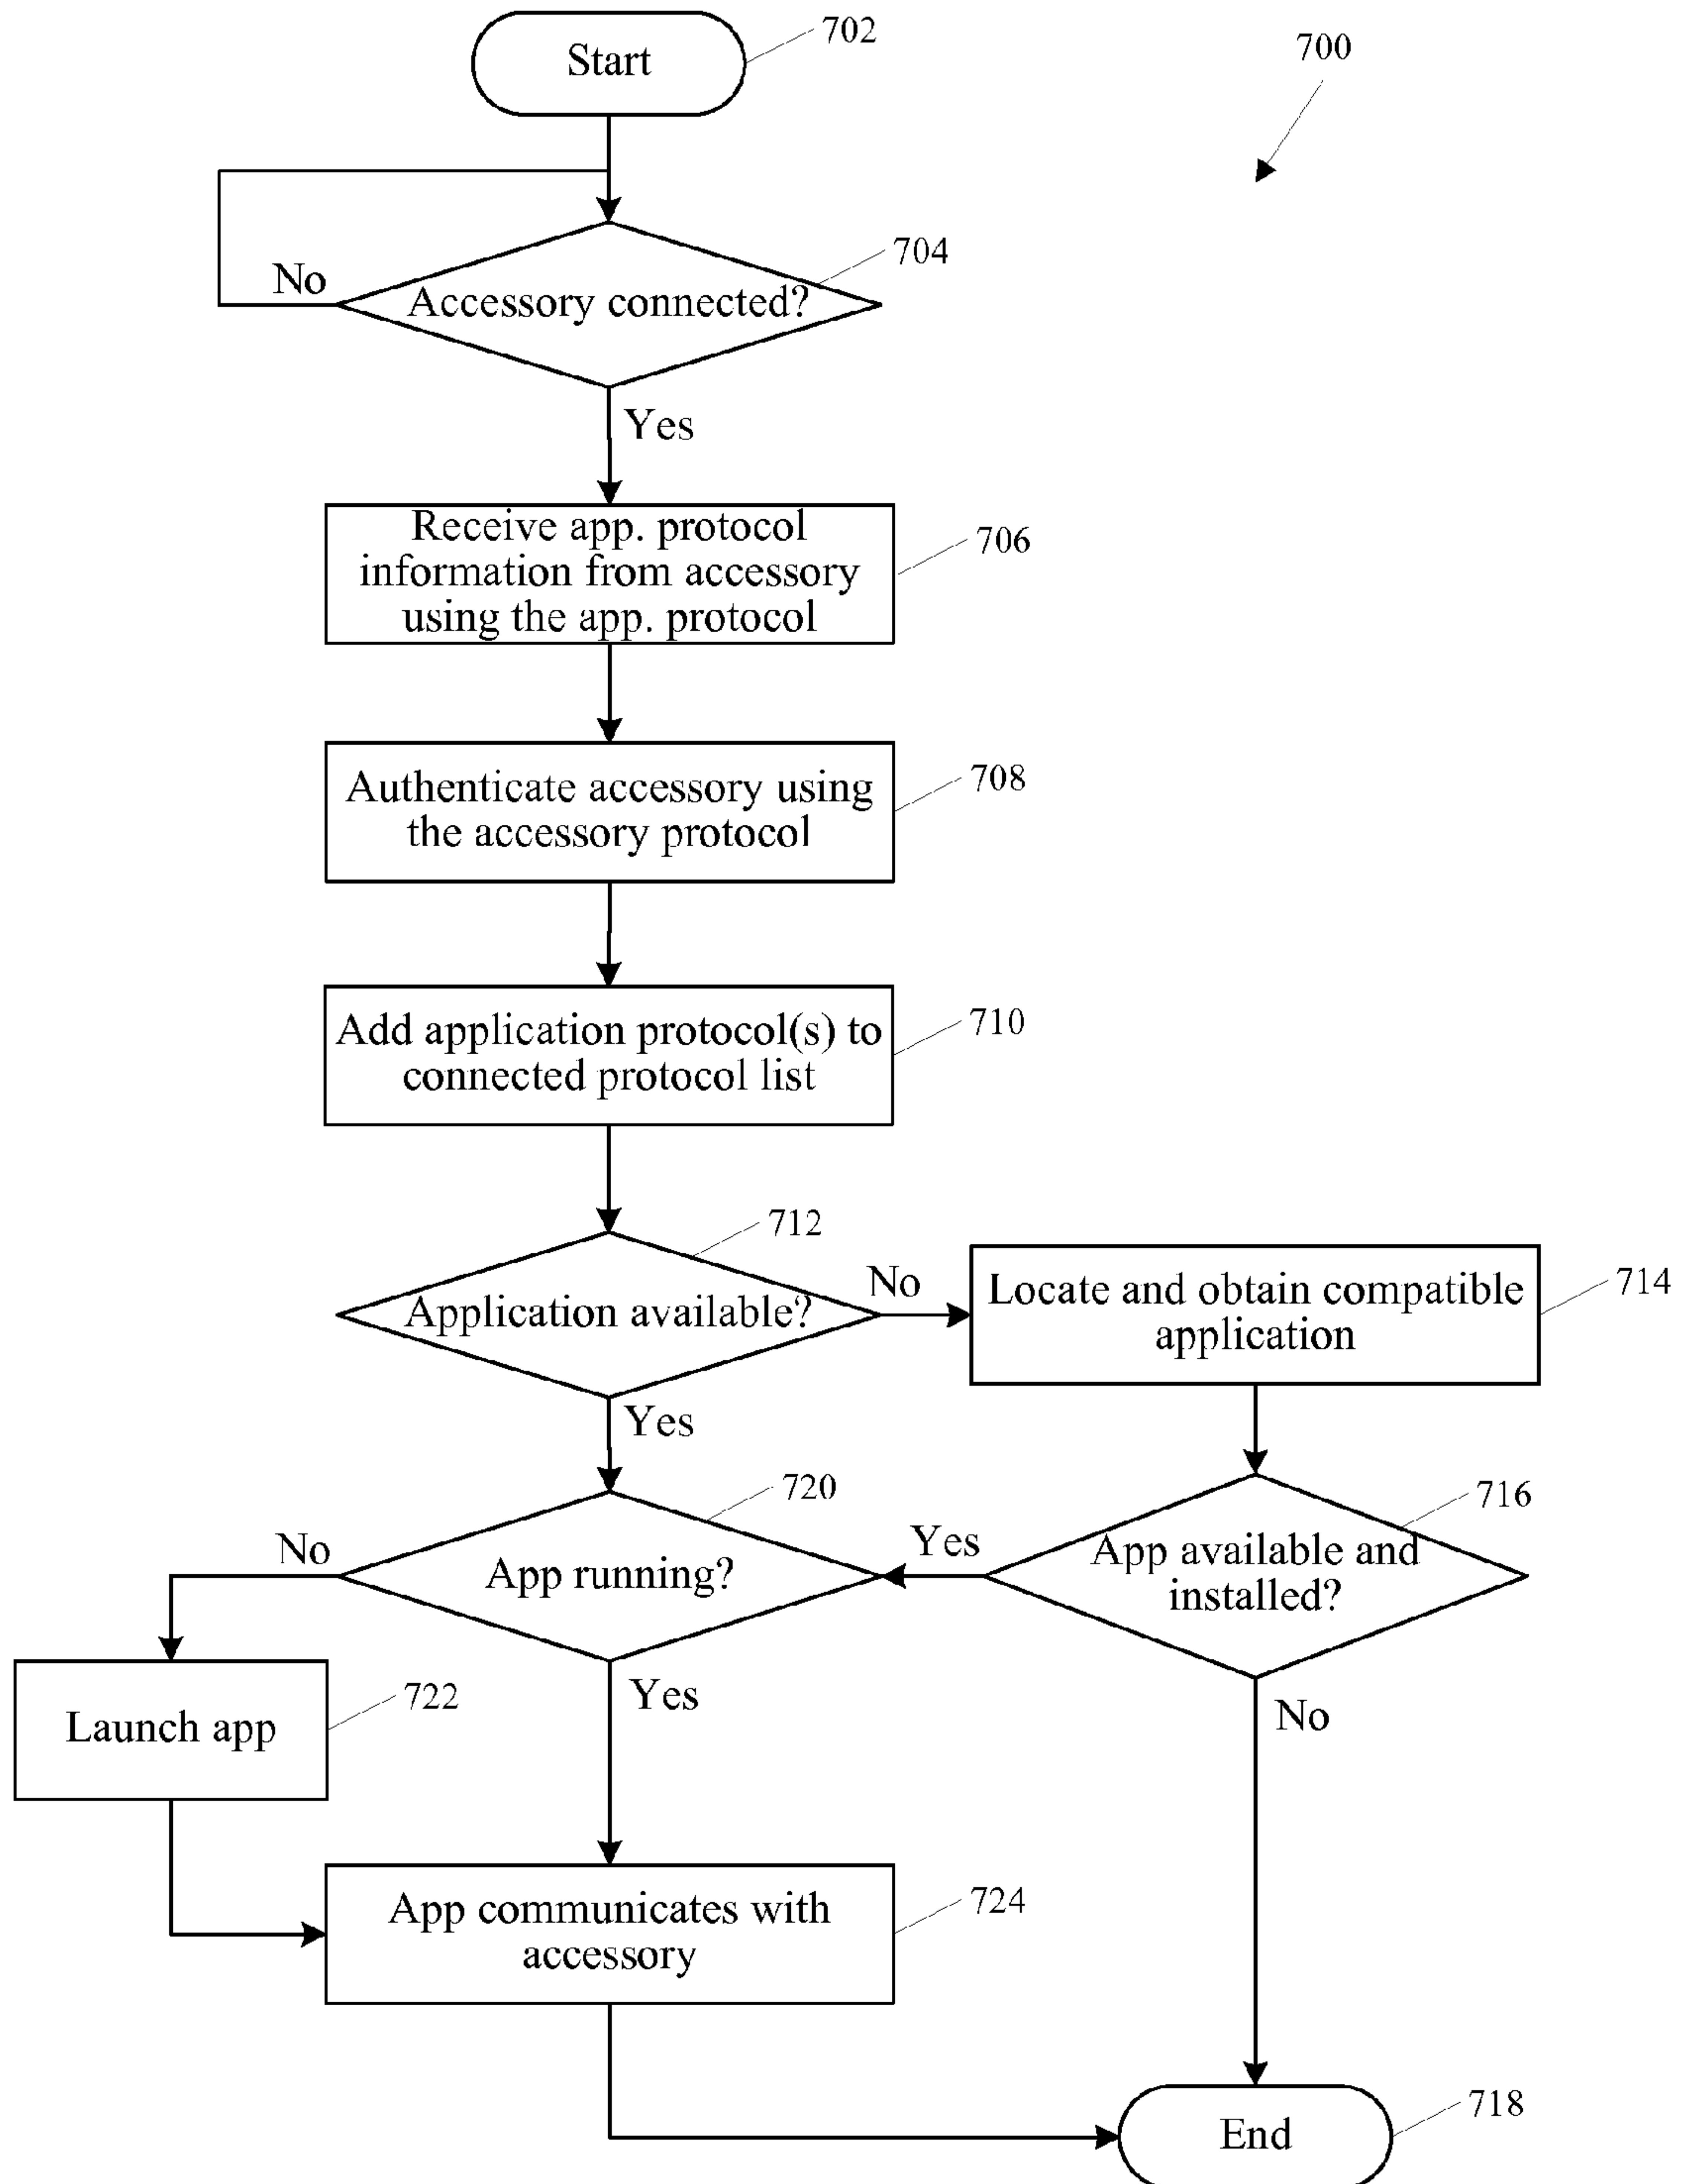 Start
702
700
704
No
Accessory connected?
Yes
Receive app. protocol
information from accessory
using the app. protocol
706
Authenticate accessory using
the accessory protocol
708
Add application protocol(s) to
connected protocol list
710
712
Application available?
No
Locate and obtain compatible
application
714
Yes
720
716
No
App running?
Yes
App available and
installed?
Launch app
722
Yes
No
App communicates with
accessory
724
End
718